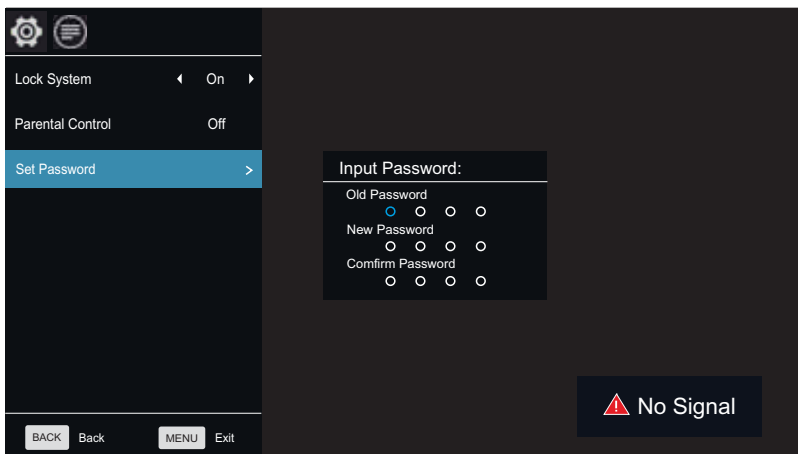 Lock System On
Parental Control Off
Set Password >
Input Password:
Old Password
New Password
Comfirm Password
No Signal
BACK Back MENU Exit